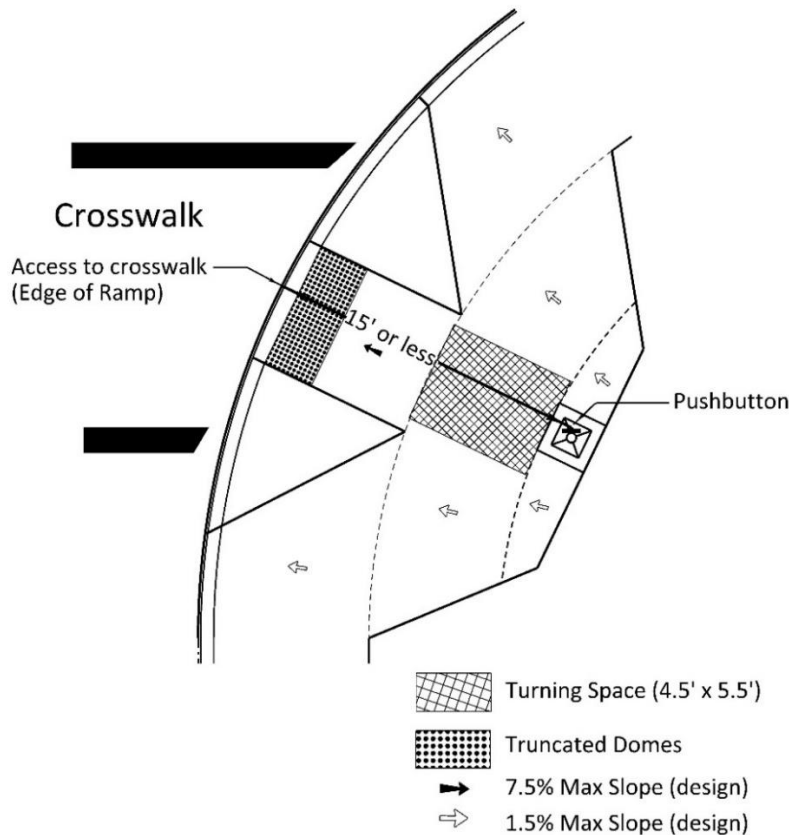 Crosswalk
Access to crosswalk
(Edge of Ramp)
15' or less
Pushbutton
Turning Space (4.5' x 5.5')
Truncated Domes
7.5% Max Slope (design)
1.5% Max Slope (design)